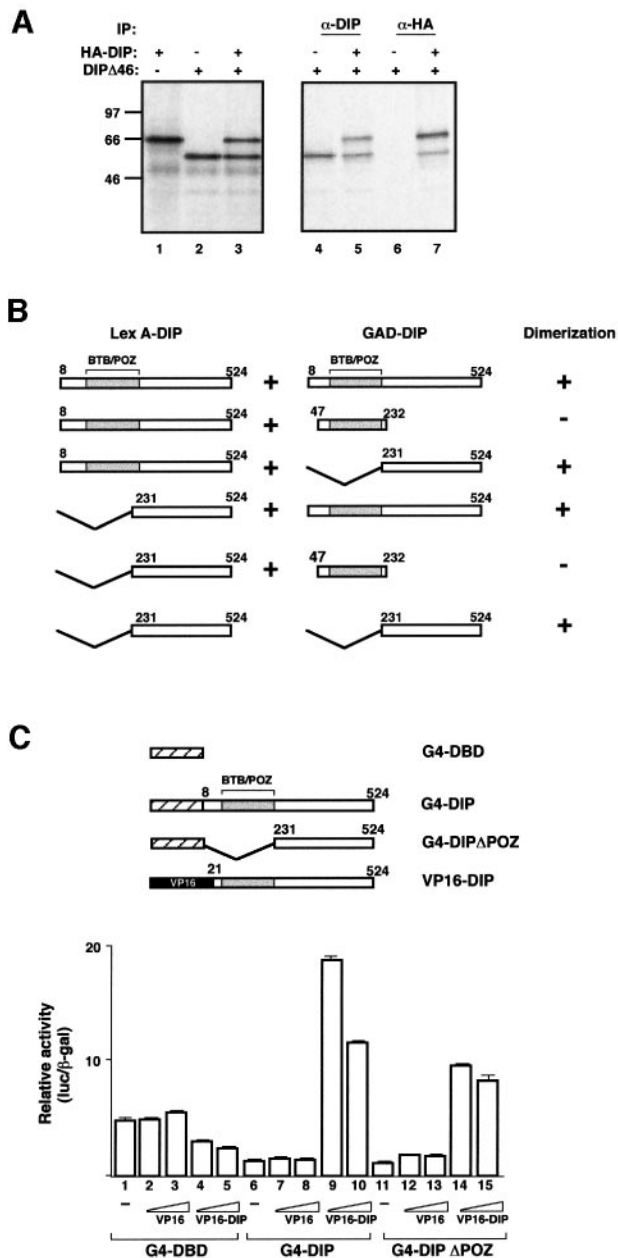 A
IP: α-DIP α-HA
HA-DIP: + - + - + - +
DIPΔ46: - + + + + + +
97
66
46
1 2 3 4 5 6 7
B
Lex A-DIP GAD-DIP Dimerization
8 BTB/POZ 524 + 8 BTB/POZ 524 +
8 524 + 47 232 -
8 524 + 231 524 +
231 524 + 524 +
231 524 + 47 232 -
231 524 231 524 +
C
G4-DBD
8 BTB/POZ 524 G4-DIP
231 524 G4-DIPΔPOZ
VP16 21 524 VP16-DIP
Relative activity
(luc/β-gal)
20
10
1 2 3 4 5 6 7 8 9 10 11 12 13 14 15
– VP16 VP16-DIP – VP16 VP16-DIP – VP16 VP16-DIP
G4-DBD G4-DIP G4-DIP ΔPOZ